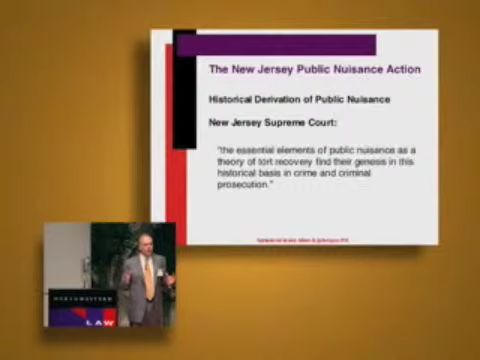 The New Jersey Public Nuisance Action
Historical Derivation of Public Nuisance
New Jersey Supreme Court:
"the essential elements of public nuisance as a
theory of tort recovery find their genesis in this
historical basis in crime and criminal
prosecution."
NORTHWESTERN
LAW